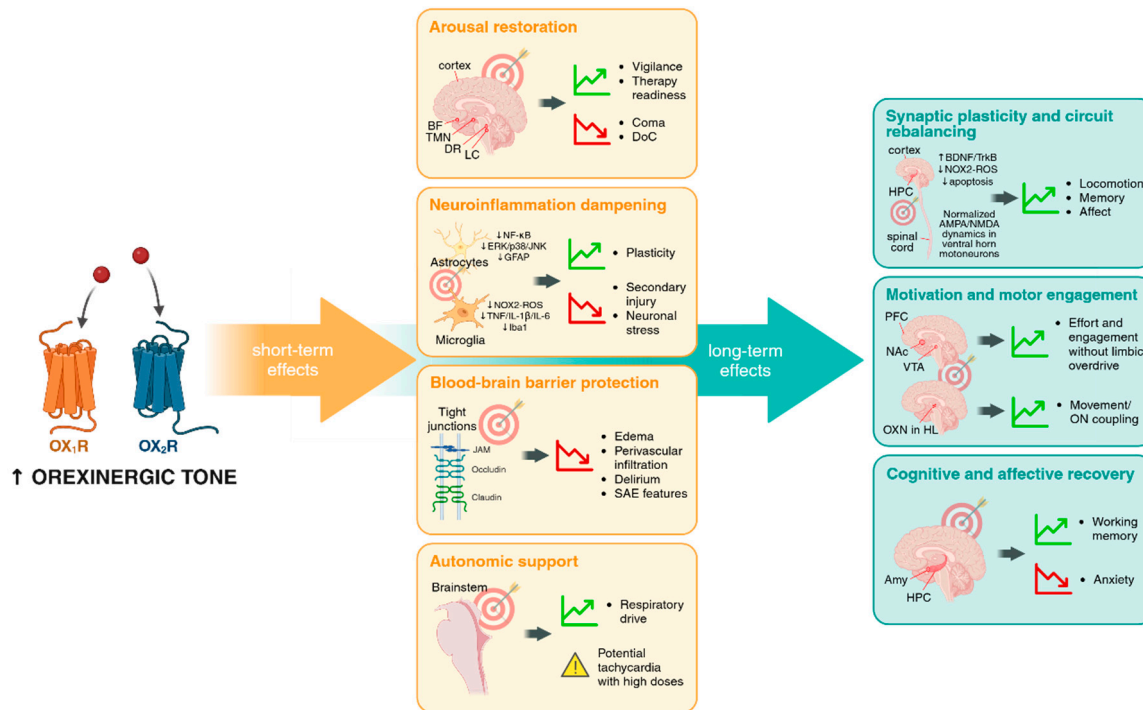 OX₁R
OX₂R
↑ OREXINERGIC TONE
short-term
effects
Arousal restoration
cortex
BF
TMN
DR
LC
• Vigilance
• Therapy
readiness
• Coma
• DoC
Neuroinflammation dampening
↓NF-κB
↓ERK/p38/JNK
↓GFAP
Astrocytes
↓NOX2-ROS
↓TNF/IL-1β/IL-6
↓Iba1
Microglia
• Plasticity
• Secondary
injury
• Neuronal
stress
Blood-brain barrier protection
Tight
junctions
JAM
Occludin
Claudin
• Edema
• Perivascular
infiltration
• Delirium
• SAE features
Autonomic support
Brainstem
• Respiratory
drive
Potential
tachycardia
with high doses
long-term
effects
Synaptic plasticity and circuit
rebalancing
cortex
HPC
spinal
cord
↑BDNF/TrkB
↓NOX2-ROS
↓apoptosis
Normalized
AMPA/NMDA
dynamics in
ventral horn
motoneurons
• Locomotion
• Memory
• Affect
Motivation and motor engagement
PFC
NAc
VTA
• Effort and
engagement
without limbic
overdrive
OXN in HL
• Movement/
ON coupling
Cognitive and affective recovery
Amy
HPC
• Working
memory
• Anxiety